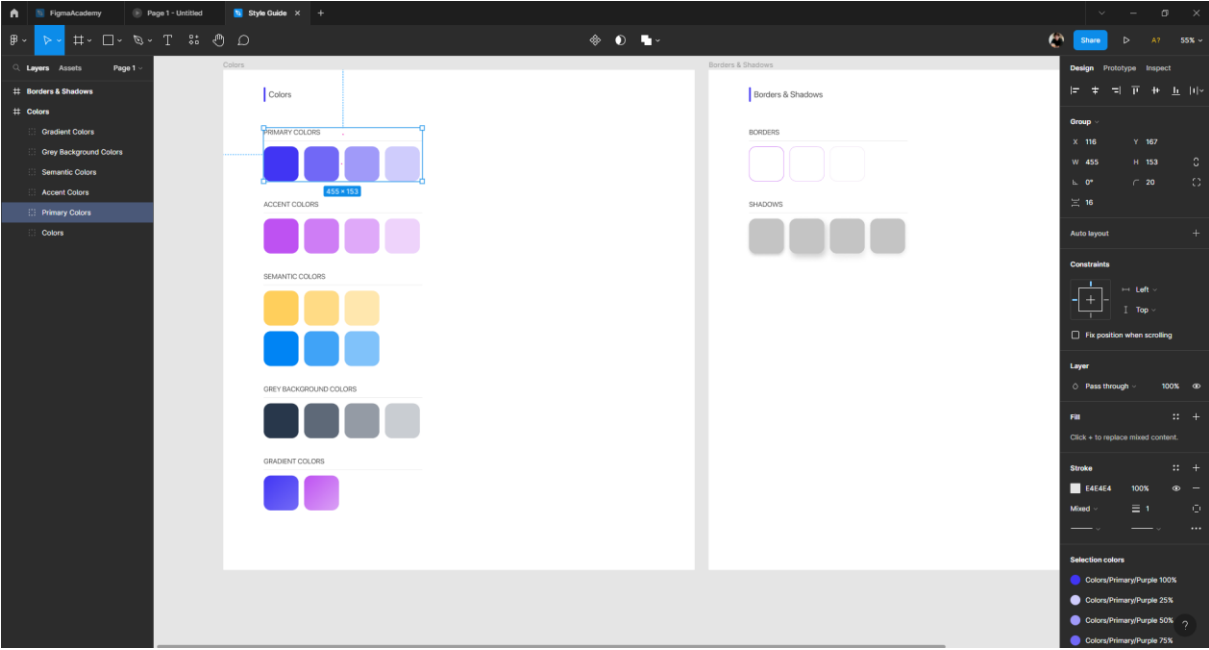 FigmaAcademy
Page 1 - Untitled
Style Guide
Share
A?
55%
Layers Assets Page 1
Borders & Shadows
Colors
Gradient Colors
Grey Background Colors
Semantic Colors
Accent Colors
Primary Colors
Colors
Colors
Colors
PRIMARY COLORS
455 × 153
ACCENT COLORS
SEMANTIC COLORS
GREY BACKGROUND COLORS
GRADIENT COLORS
Borders & Shadows
Borders & Shadows
BORDERS
SHADOWS
Design Prototype Inspect
Group
X 116 Y 167
W 455 H 153
0° 20
16
Auto layout
Constraints
Left
Top
Fix position when scrolling
Layer
Pass through 100%
Fill
Click + to replace mixed content.
Stroke
E4E4E4 100%
Mixed 1
Selection colors
Colors/Primary/Purple 100%
Colors/Primary/Purple 25%
Colors/Primary/Purple 50%
?
Colors/Primary/Purple 75%